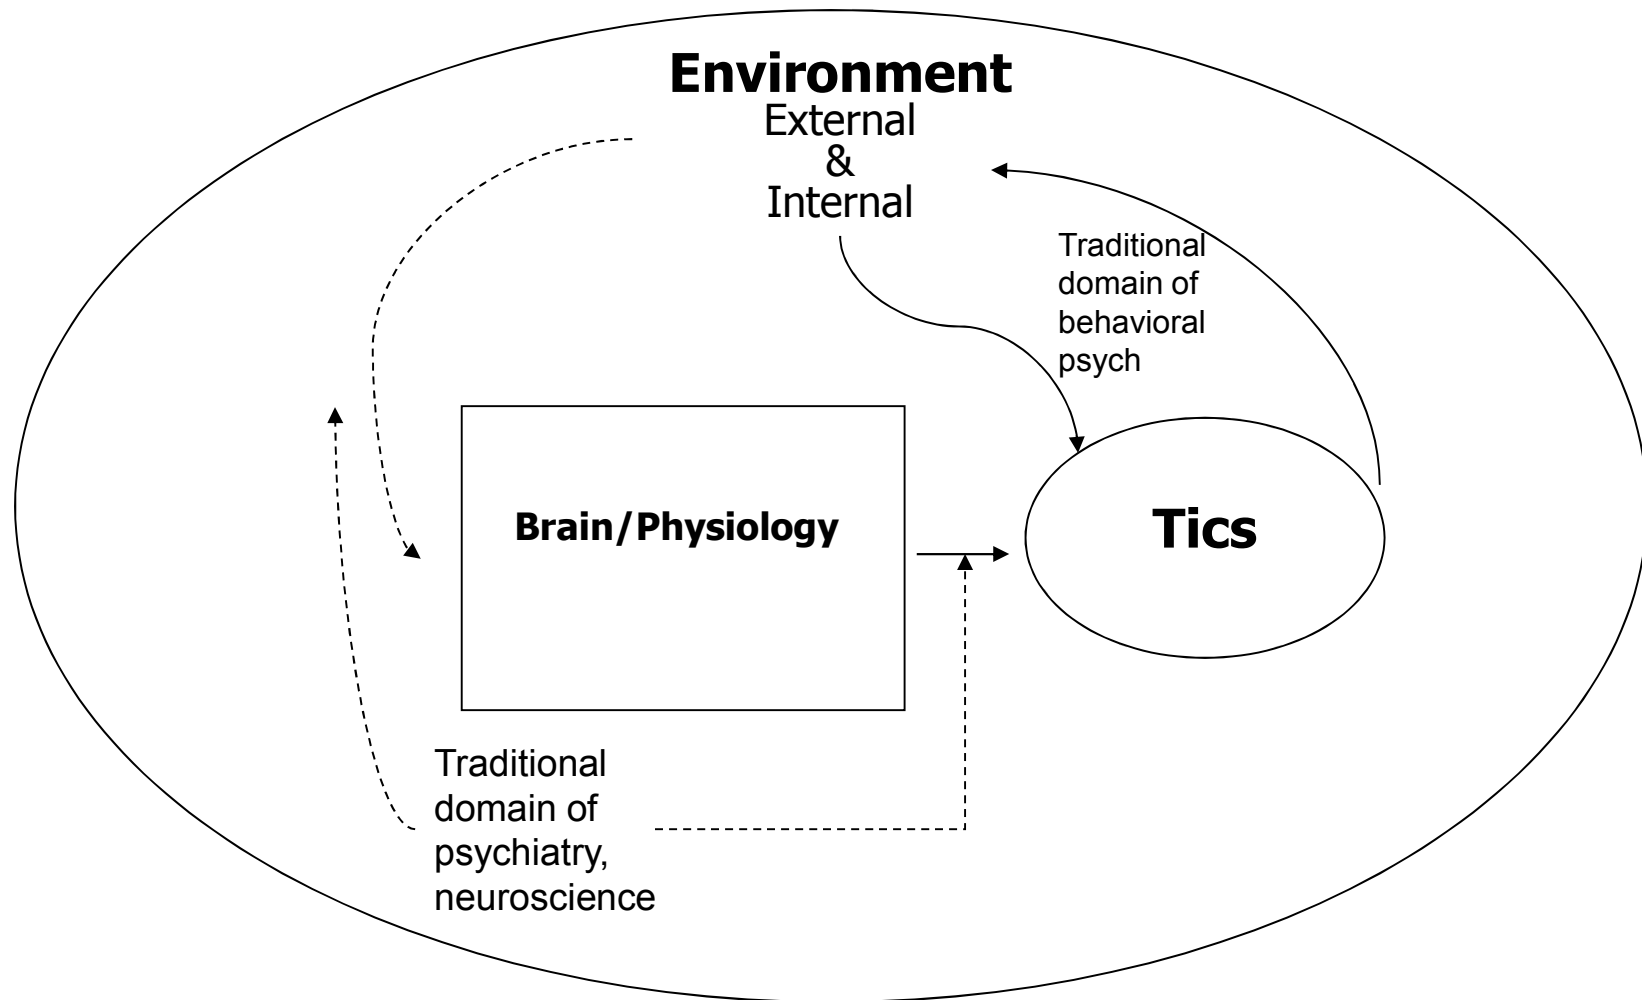 Environment
External
&
Internal
Traditional
domain of
behavioral
psych
Brain/Physiology
Tics
Traditional
domain of
psychiatry,
neuroscience